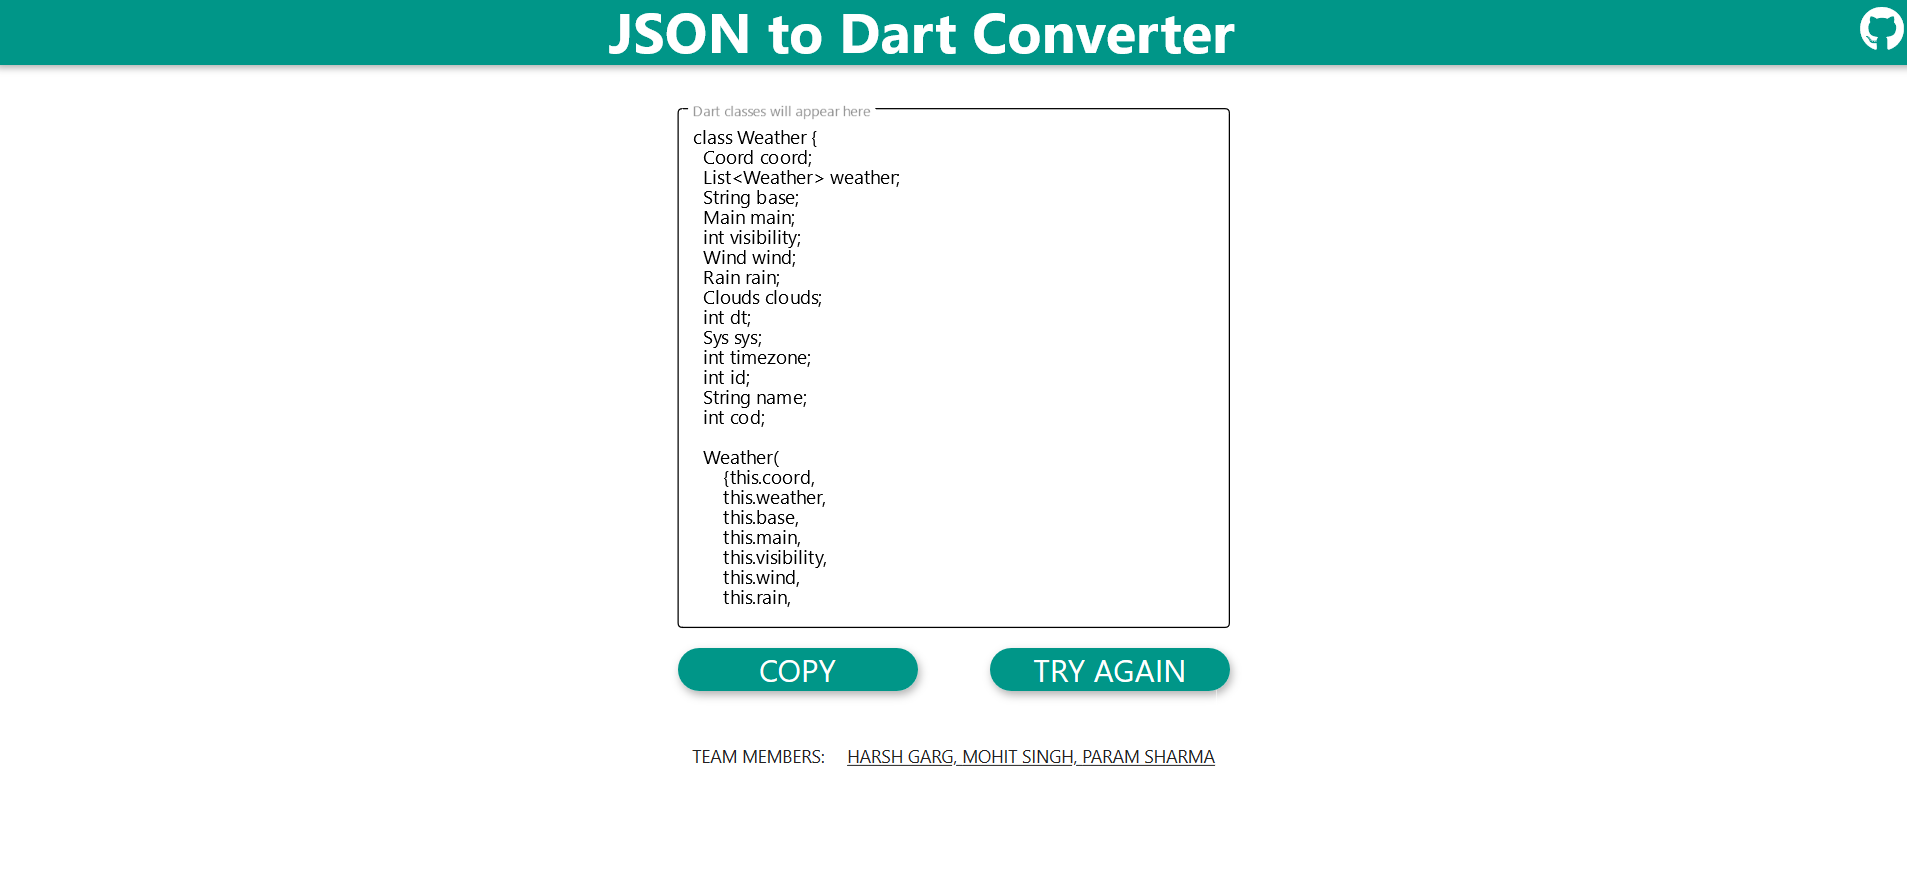 JSON to Dart Converter
Dart classes will appear here
class Weather {
  Coord coord;
  List<Weather> weather;
  String base;
  Main main;
  int visibility;
  Wind wind;
  Rain rain;
  Clouds clouds;
  int dt;
  Sys sys;
  int timezone;
  int id;
  String name;
  int cod;
  Weather(
      {this.coord,
      this.weather,
      this.base,
      this.main,
      this.visibility,
      this.wind,
      this.rain,
COPY TRY AGAIN
TEAM MEMBERS: HARSH GARG, MOHIT SINGH, PARAM SHARMA